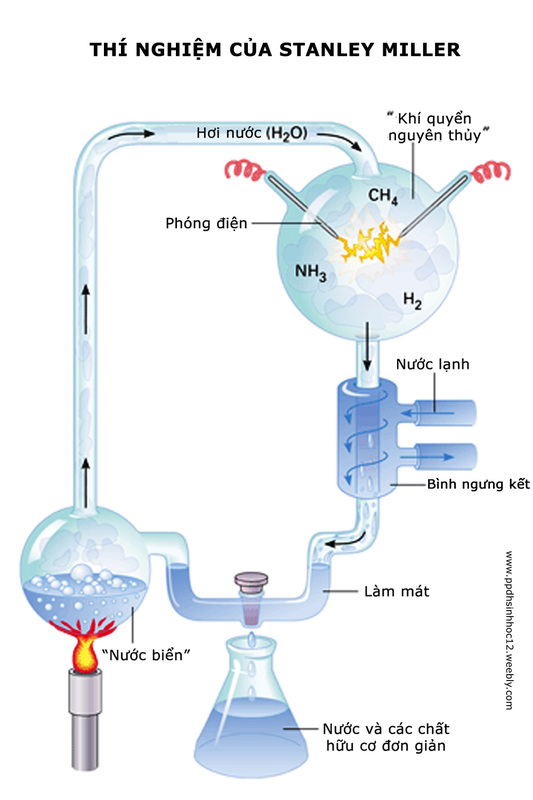 THÍ NGHIỆM CỦA STANLEY MILLER
Hơi nước (H₂O)
“ Khí quyển
nguyên thủy”
CH₄
Phóng điện
NH₃
H₂
Nước lạnh
Bình ngưng kết
Làm mát
“Nước biển”
Nước và các chất
hữu cơ đơn giản
www.ppdhsinhhoc12.weebly.com